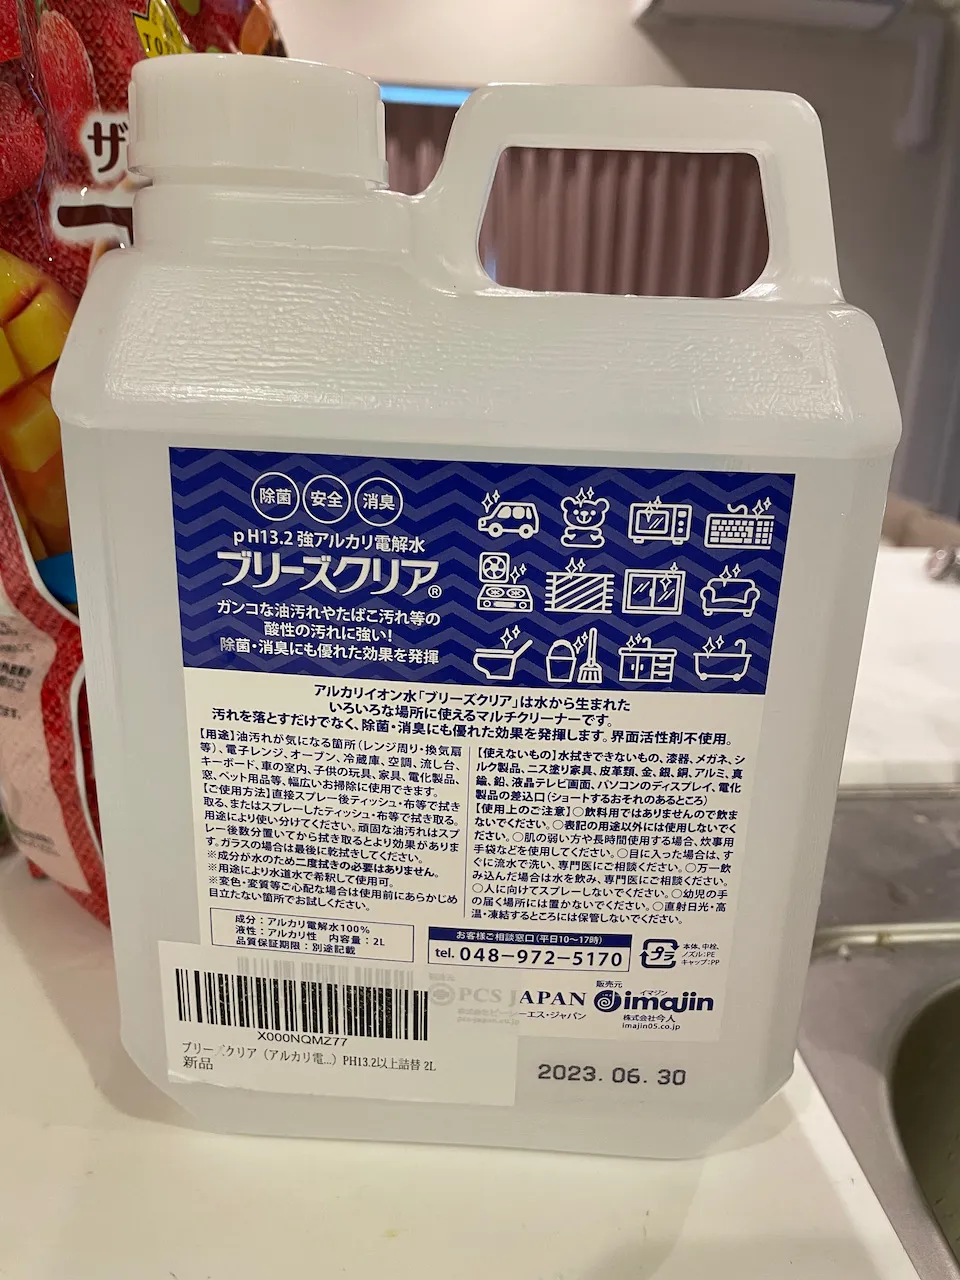 TO
ザ
除菌 安全 消臭
pH13.2 強アルカリ電解水
ブリーズクリア®
ガンコな油汚れやたばこ汚れ等の
酸性の汚れに強い!
除菌・消臭にも優れた効果を発揮
アルカリイオン水「ブリーズクリア」は水から生まれた
いろいろな場所に使えるマルチクリーナーです。
汚れを落とすだけでなく、除菌・消臭にも優れた効果を発揮します。界面活性剤不使用。
【用途】油汚れが気になる箇所(レンジ周り・換気扇
等)、電子レンジ、オーブン、冷蔵庫、空調、流し台、
キーボード、車の室内、子供の玩具、家具、電化製品、
窓、ペット用品等、幅広いお掃除に使用できます。
【ご使用方法】直接スプレー後ティッシュ・布等で拭き
取る、またはスプレーしたティッシュ・布等で拭き取る。
用途により使い分けてください。頑固な油汚れはスプ
レー後数分置いてから拭き取るとより効果がありま
す。ガラスの場合は最後に乾拭きしてください。
※成分が水のため二度拭きの必要はありません。
※用途により水道水で希釈して使用可。
※変色・変質等ご心配な場合は使用前にあらかじめ
目立たない箇所でお試しください。
【使えないもの】水拭きできないもの、漆器、メガネ、シ
ルク製品、ニス塗り家具、皮革類、金、銀、銅、アルミ、真
鍮、鉛、液晶テレビ画面、パソコンのディスプレイ、電化
製品の差込口(ショートするおそれのあるところ)
【使用上のご注意】○飲料用ではありませんので飲ま
ないでください。○表記の用途以外には使用しないでく
ださい。○肌の弱い方や長時間使用する場合、炊事用
手袋などを使用してください。○目に入った場合は、す
ぐに流水で洗い、専門医にご相談ください。○万一飲
み込んだ場合は水を飲み、専門医にご相談ください。
○人に向けてスプレーしないでください。○幼児の手
の届く場所には置かないでください。○直射日光・高
温・凍結するところには保管しないでください。
成分:アルカリ電解水100%
液性:アルカリ性 内容量:2L
品質保証期限:別途記載
お客様ご相談窓口(平日10〜17時)
tel. 048-972-5170
プラ
本体、中栓、
ノズル:PE
キャップ:PP
PCS JAPAN
ーエス・ジャパン
販売元
イマジン
imajin
株式会社今人
imajin05.co.jp
X000NQMZ77
ブリーズクリア(アルカリ電...)PH13.2以上詰替 2L
新品
2023.06.30